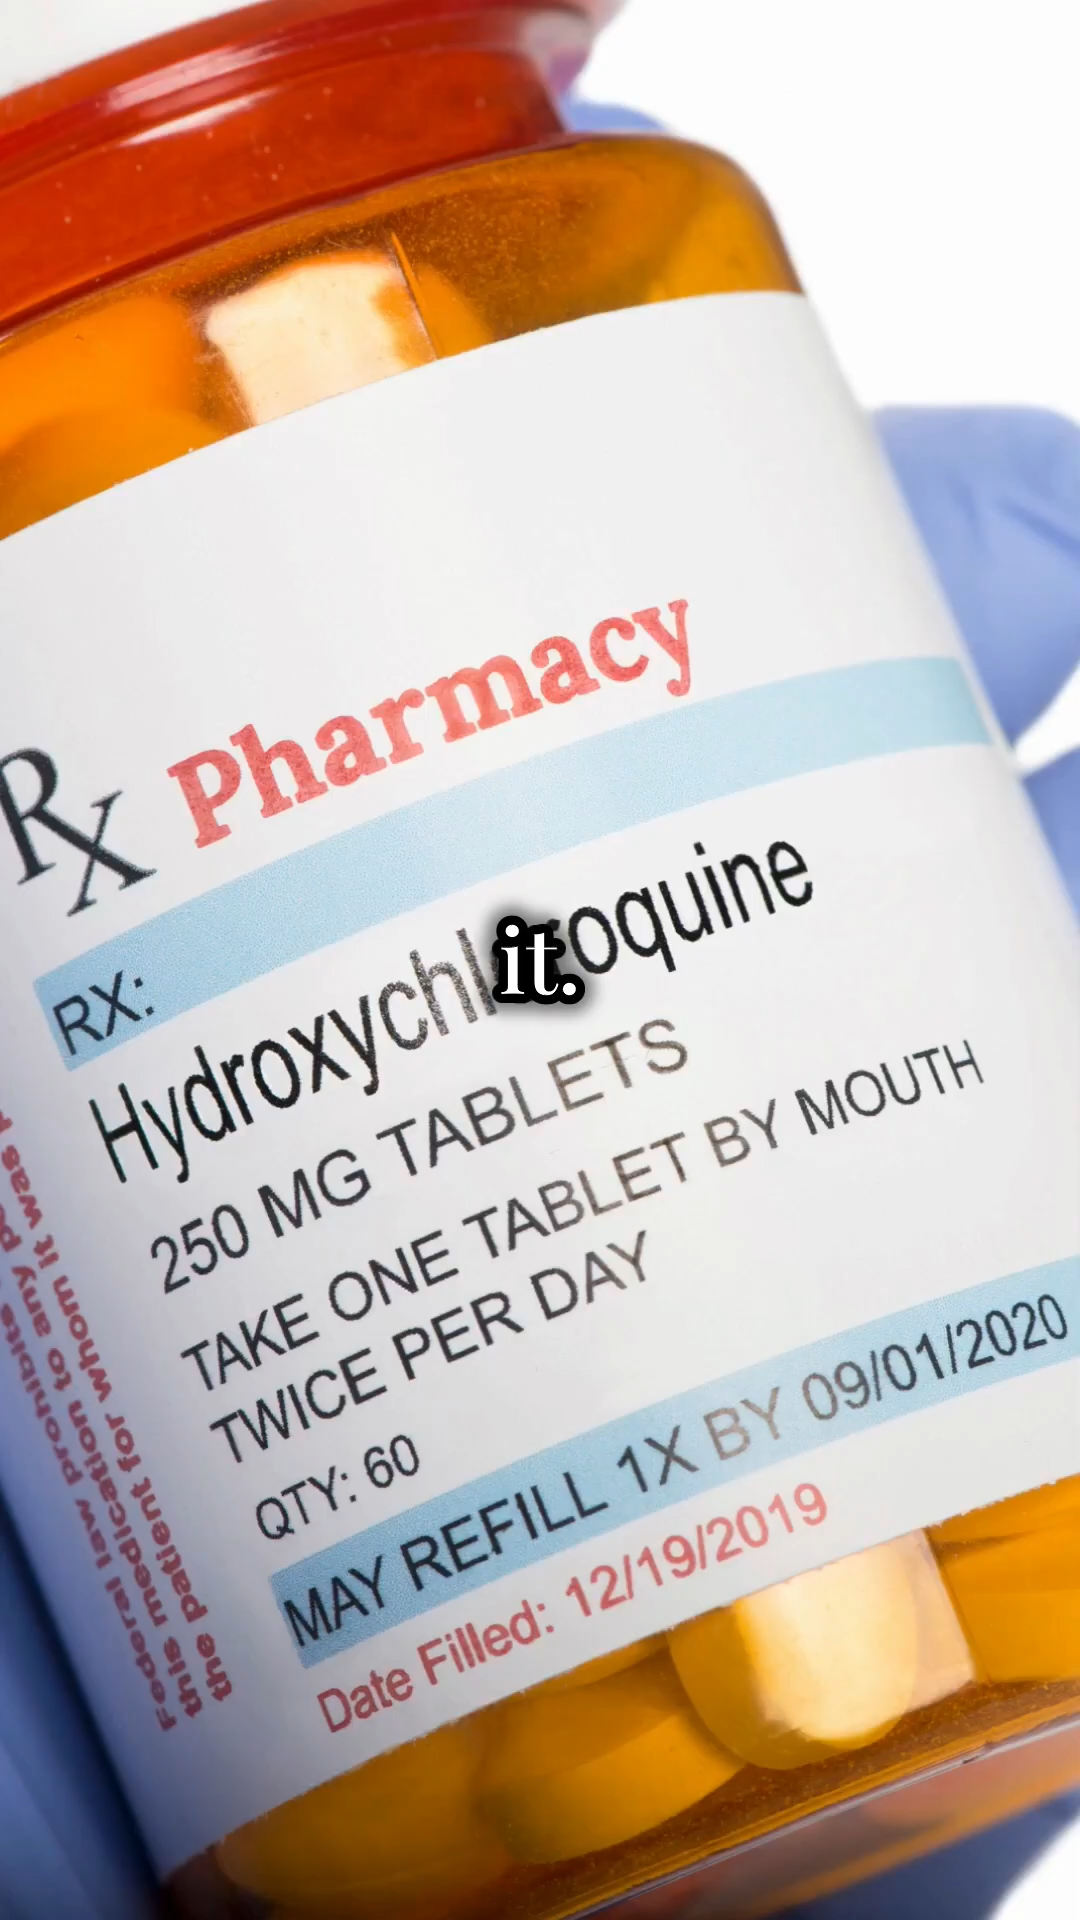 Rx Pharmacy
RX:
Hydroxychloroquine
it.
250 MG TABLETS
TAKE ONE TABLET BY MOUTH
TWICE PER DAY
QTY: 60
MAY REFILL 1X BY 09/01/2020
Date Filled: 12/19/2019
Federal law prohibits
this medication to any
the patient for whom it was